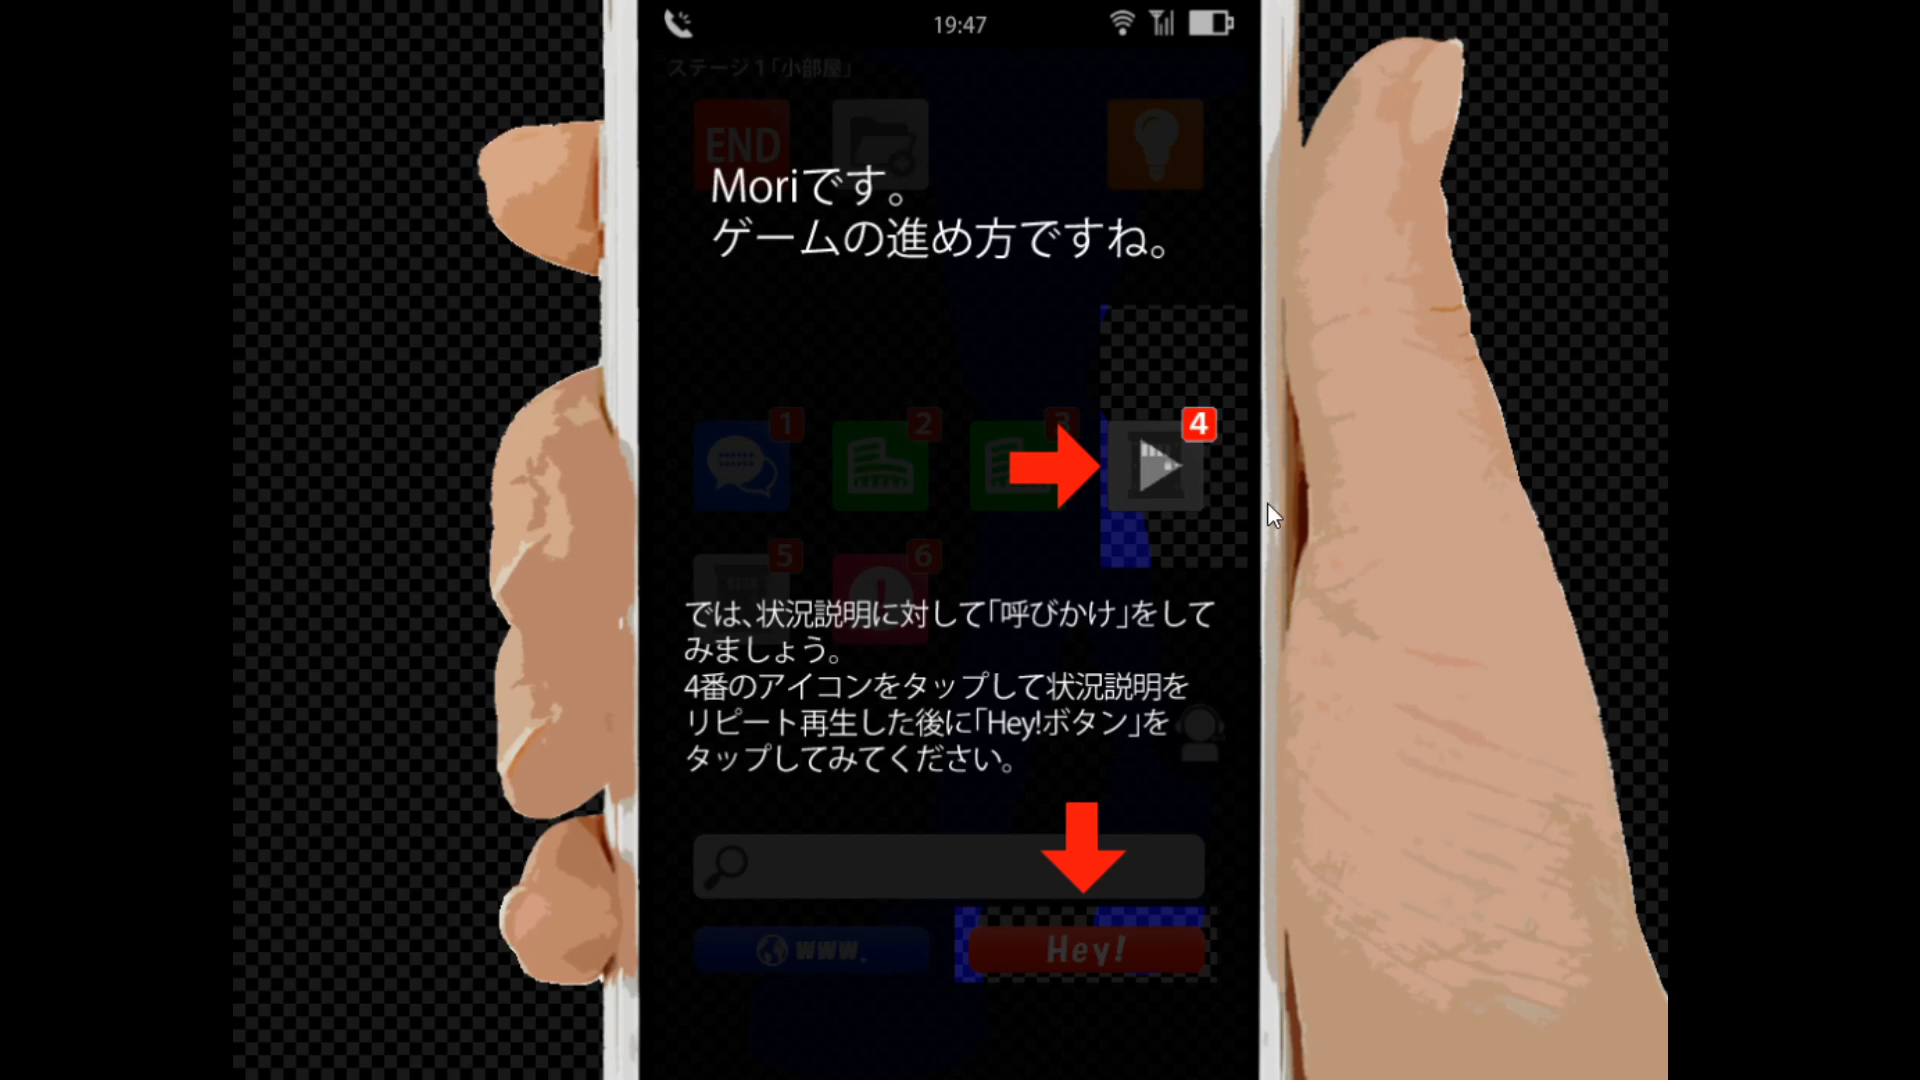 19:47
ステージ1「小部屋」
END
Moriです。
ゲームの進め方ですね。
1
2
3
4
5
6
では、状況説明に対して「呼びかけ」をして
みましょう。
4番のアイコンをタップして状況説明を
リピート再生した後に「Hey!ボタン」を
タップしてみてください。
www.
Hey!